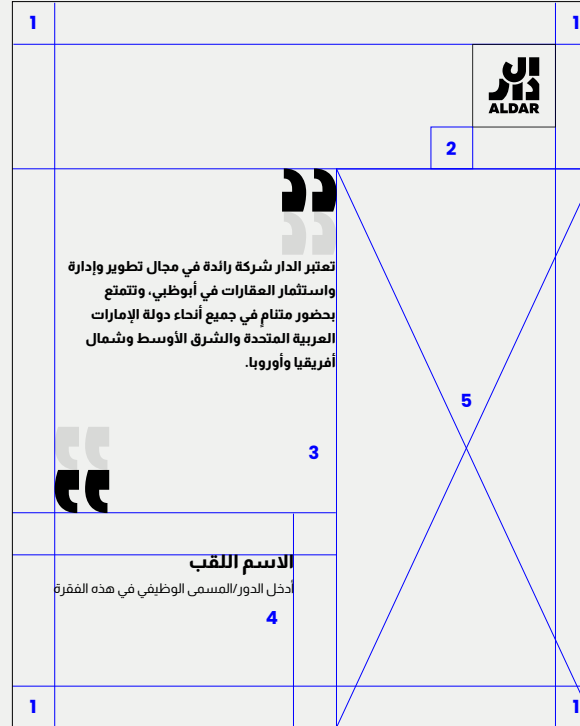 1
1
الدار
ALDAR
2
تعتبر الدار شركة رائدة في مجال تطوير وإدارة
واستثمار العقارات في أبوظبي، وتتمتع
بحضور متنامٍ في جميع أنحاء دولة الإمارات
العربية المتحدة والشرق الأوسط وشمال
أفريقيا وأوروبا.
5
3
الاسم اللقب
أدخل الدور/المسمى الوظيفي في هذه الفقرة
4
1
1